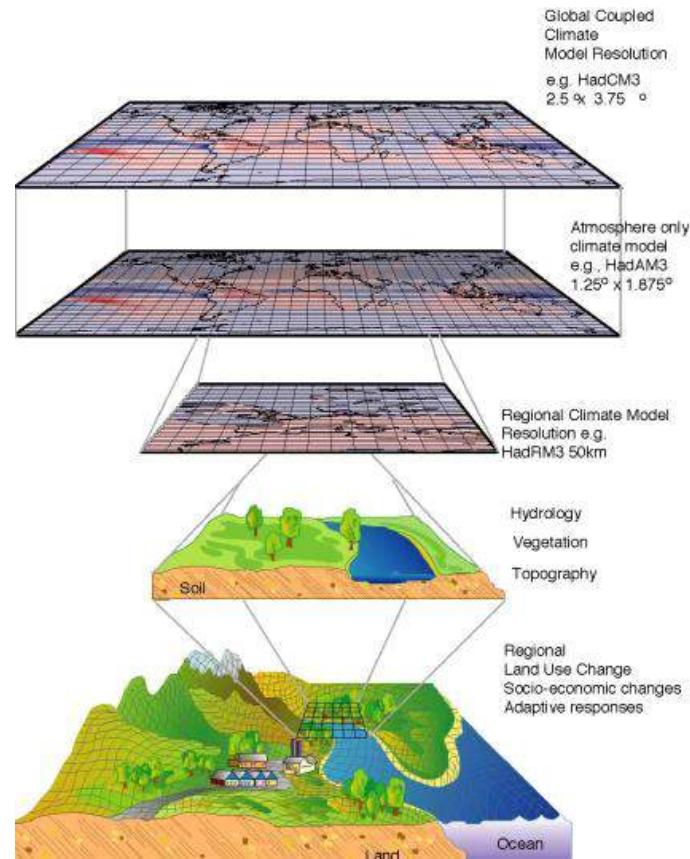 Global Coupled
Climate
Model Resolution
e.g. HadCM3
2.5 ºx 3.75 º
Atmosphere only
climate model
e.g., HadAM3
1.25º x 1.875º
Regional Climate Model
Resolution e.g.
HadRM3 50km
Hydrology
Vegetation
Topography
Soil
Regional
Land Use Change
Socio-economic changes
Adaptive responses
Ocean
Land